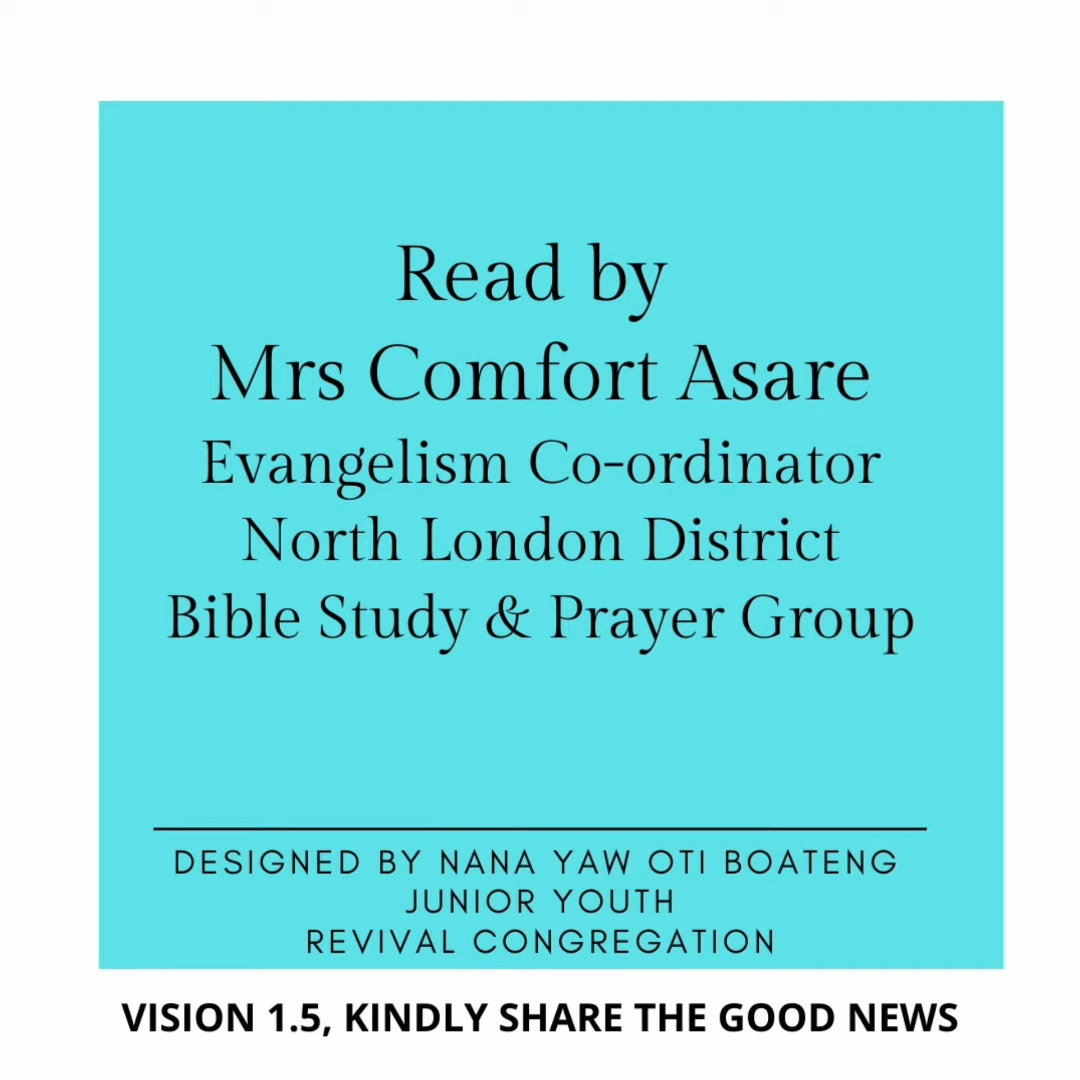 Read by
Mrs Comfort Asare
Evangelism Co-ordinator
North London District
Bible Study & Prayer Group
DESIGNED BY NANA YAW OTI BOATENG
JUNIOR YOUTH
REVIVAL CONGREGATION
VISION 1.5, KINDLY SHARE THE GOOD NEWS